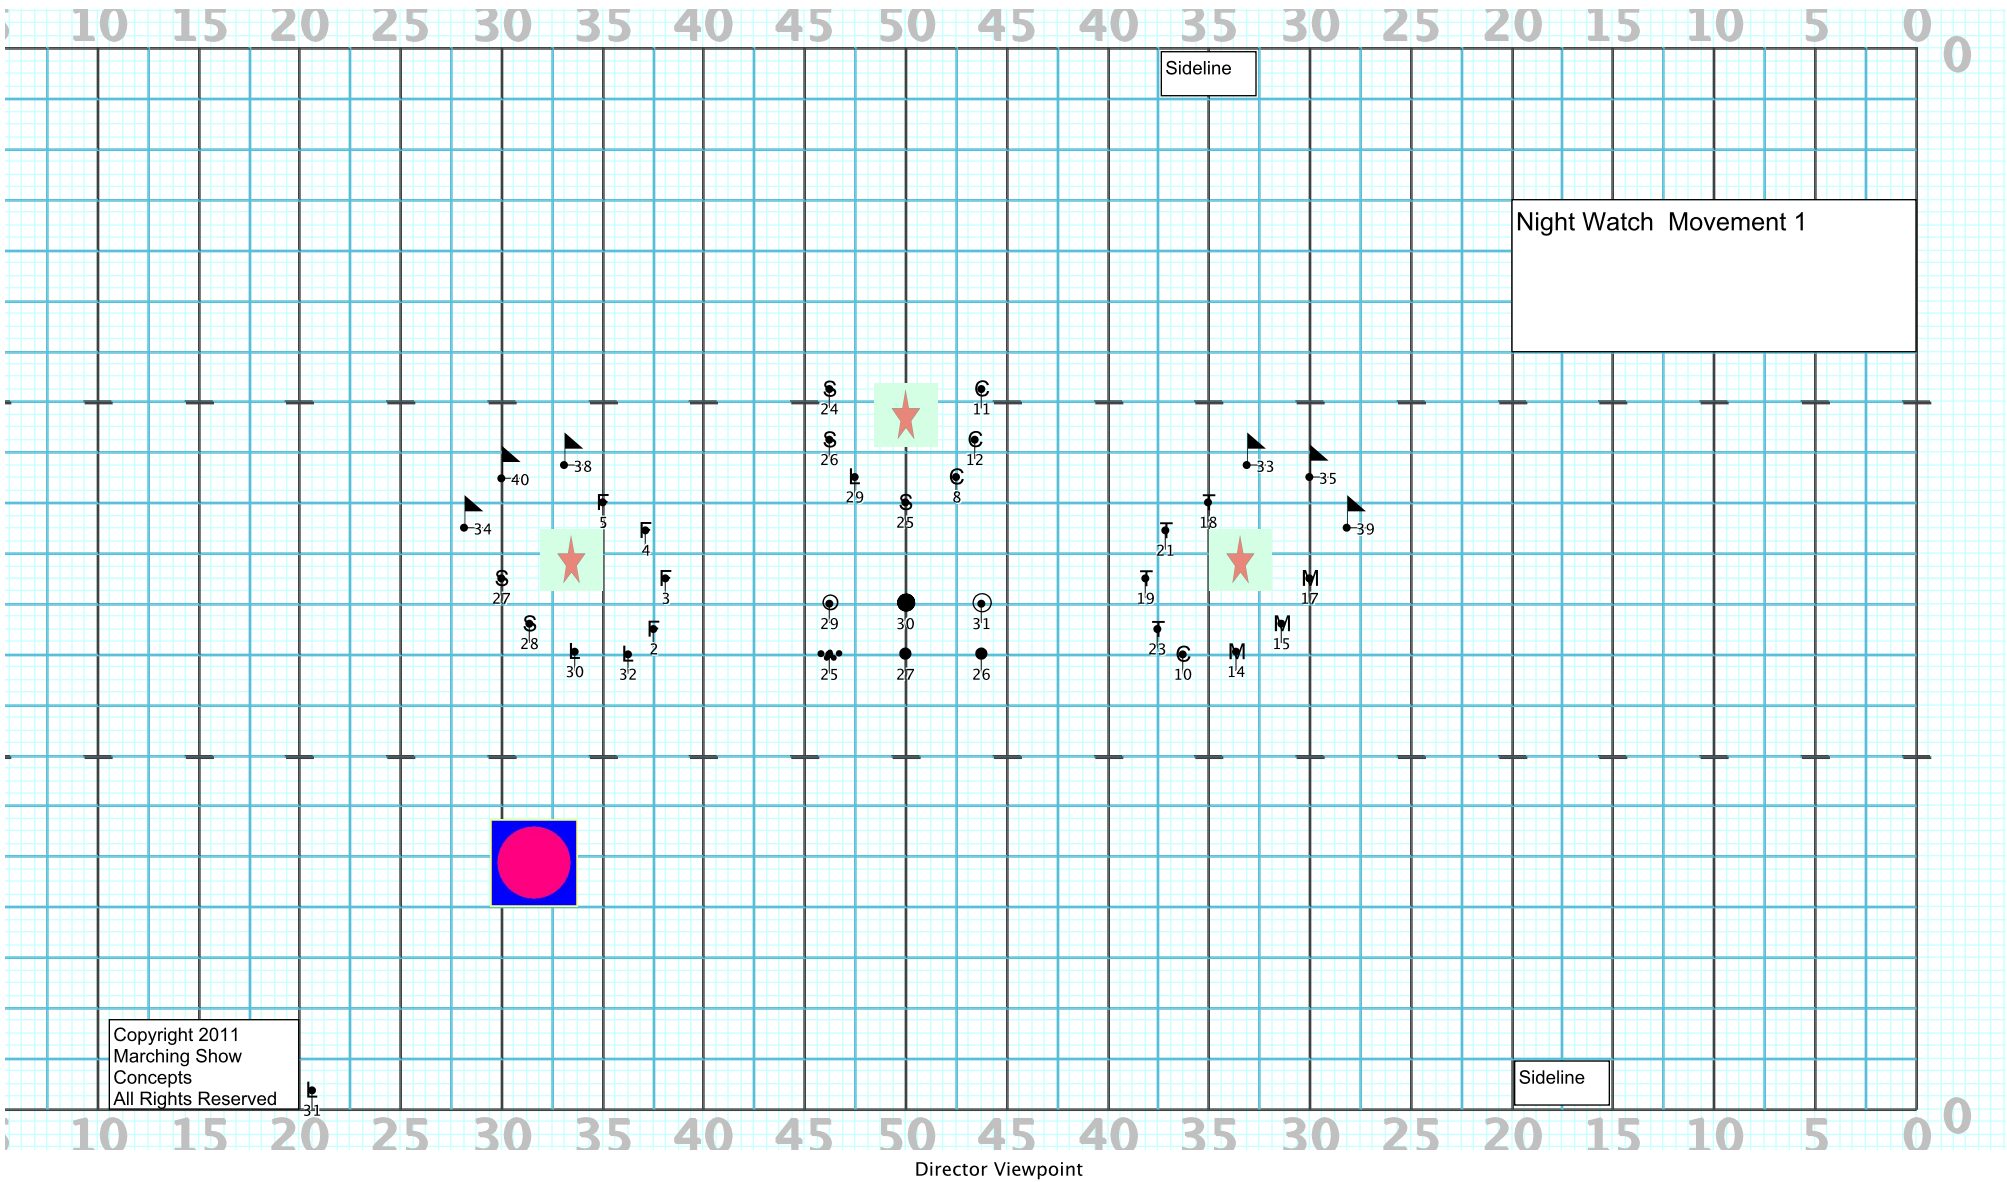 10 15 20 25 30 35 40 45 50 45 40 35 30 25 20 15 10 5 0
0
Sideline
Night Watch  Movement 1
S C
24 11
S C
26 12
38 33
40 35
L C
29 8
F S T
5 25 18
34 39
F T
4 21
S F T M
27 3 19 17
29 30 31
S F T M
28 2 23 15
L L C M
30 32 10 14
25 27 26
Copyright 2011
Marching Show
Concepts
All Rights Reserved
L
31
Sideline
0
10 15 20 25 30 35 40 45 50 45 40 35 30 25 20 15 10 5 0
Director Viewpoint